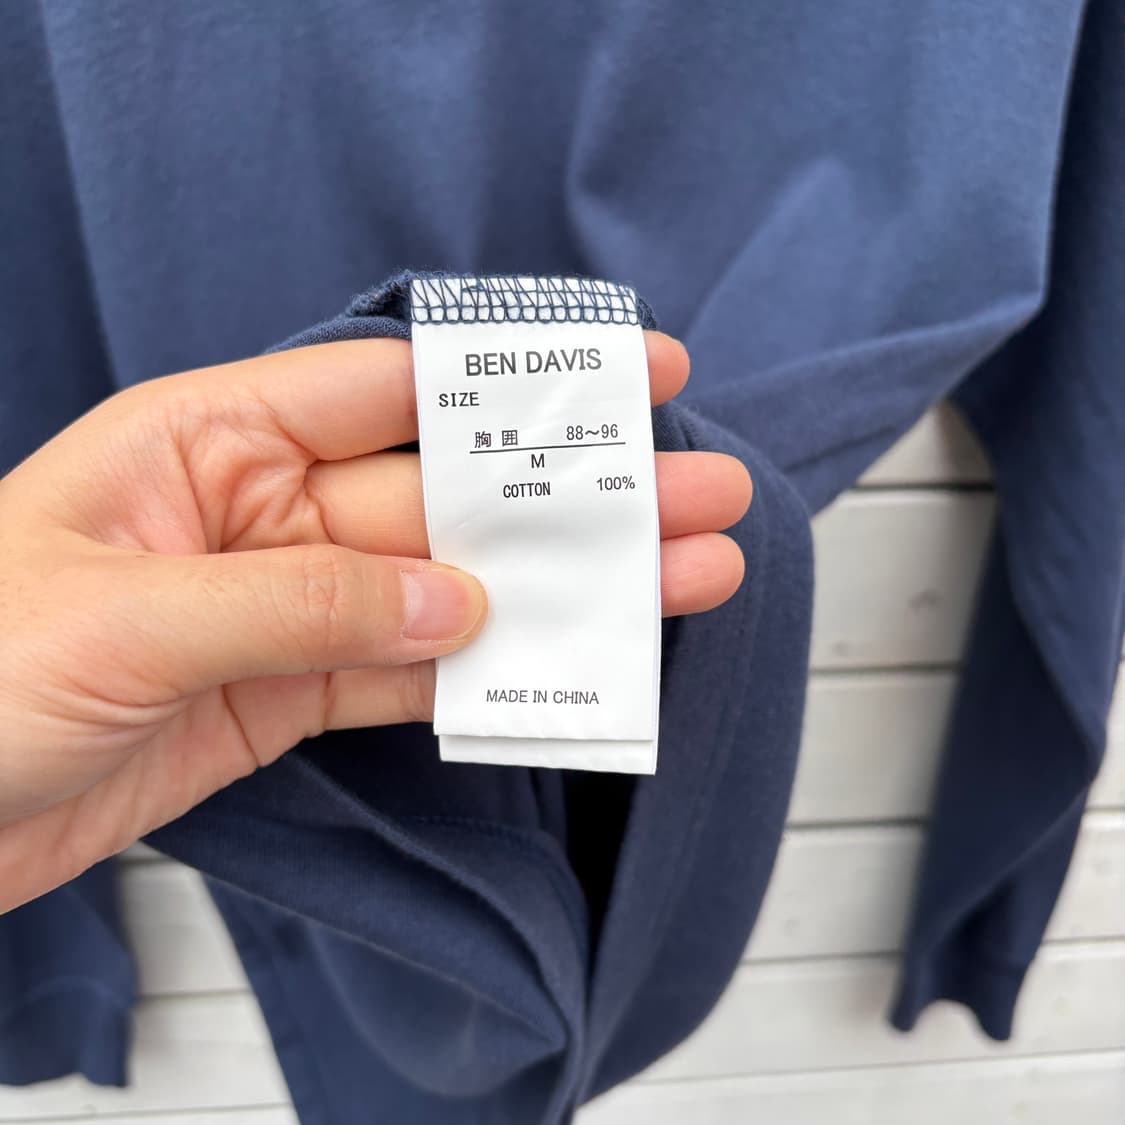 BEN DAVIS
SIZE
胸 囲 88～96
M
COTTON 100%
MADE IN CHINA